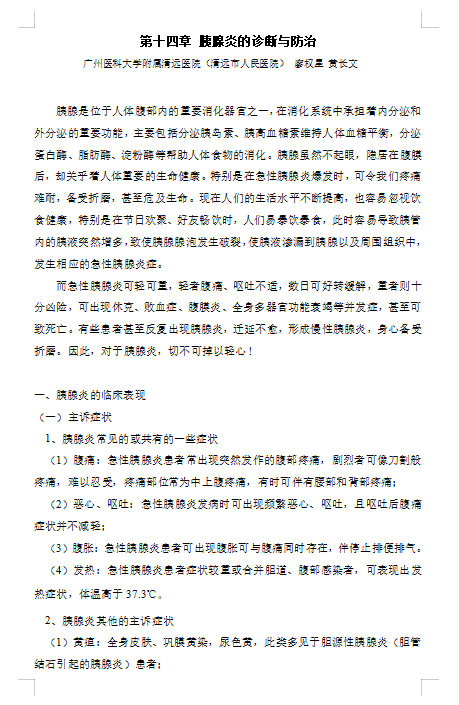 第十四章 胰腺炎的诊断与防治
广州医科大学附属清远医院（清远市人民医院） 廖权星 黄长文
胰腺是位于人体腹部内的重要消化器官之一，在消化系统中承担着内分泌和
外分泌的重要功能，主要包括分泌胰岛素、胰高血糖素维持人体血糖平衡，分泌
蛋白酶、脂肪酶、淀粉酶等帮助人体食物的消化。胰腺虽然不起眼，隐居在腹膜
后，却关乎着人体重要的生命健康。特别是在急性胰腺炎爆发时，可令我们疼痛
难耐，备受折磨，甚至危及生命。现在人们的生活水平不断提高，也容易忽视饮
食健康，特别是在节日欢聚、好友畅饮时，人们易暴饮暴食，此时容易导致胰管
内的胰液突然增多，致使胰腺腺泡发生破裂，使胰液渗漏到胰腺以及周围组织中，
发生相应的急性胰腺炎症。
而急性胰腺炎可轻可重，轻者腹痛、呕吐不适，数日可好转缓解，重者则十
分凶险，可出现休克、败血症、腹膜炎、全身多器官功能衰竭等并发症，甚至可
致死亡。有些患者甚至反复出现胰腺炎，迁延不愈，形成慢性胰腺炎，身心备受
折磨。因此，对于胰腺炎，切不可掉以轻心！
一、胰腺炎的临床表现
（一）主诉症状
1、胰腺炎常见的或共有的一些症状
（1）腹痛：急性胰腺炎患者常出现突然发作的腹部疼痛，剧烈者可像刀割般
疼痛，难以忍受，疼痛部位常为中上腹疼痛，有时可伴有腰部和背部疼痛；
（2）恶心、呕吐：急性胰腺炎发病时可出现频繁恶心、呕吐，且呕吐后腹痛
症状并不减轻；
（3）腹胀：急性胰腺炎患者可出现腹胀可与腹痛同时存在，伴停止排便排气。
（4）发热：急性胰腺炎患者症状较重或合并胆道、腹部感染者，可表现出发
热症状，体温高于 37.3℃。
2、胰腺炎其他的主诉症状
（1）黄疸：全身皮肤、巩膜黄染，尿色黄，此类多见于胆源性胰腺炎（胆管
结石引起的胰腺炎）患者；